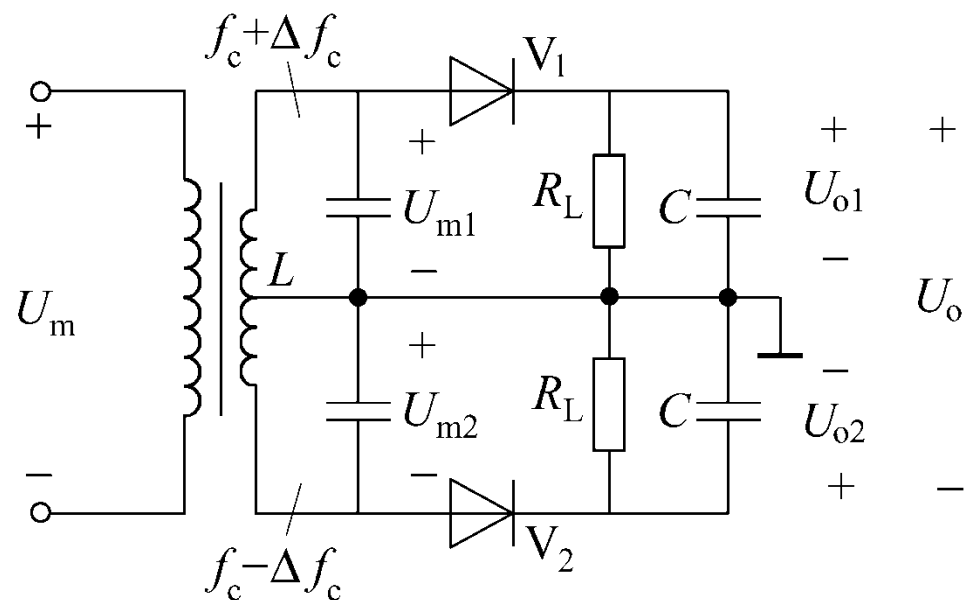 f_c+Δf_c
V_1
+
+
+
+
U_m1
R_L
C
U_o1
−
−
L
U_m
U_o
+
−
U_m2
R_L
C
U_o2
−
−
+
−
V_2
f_c−Δf_c